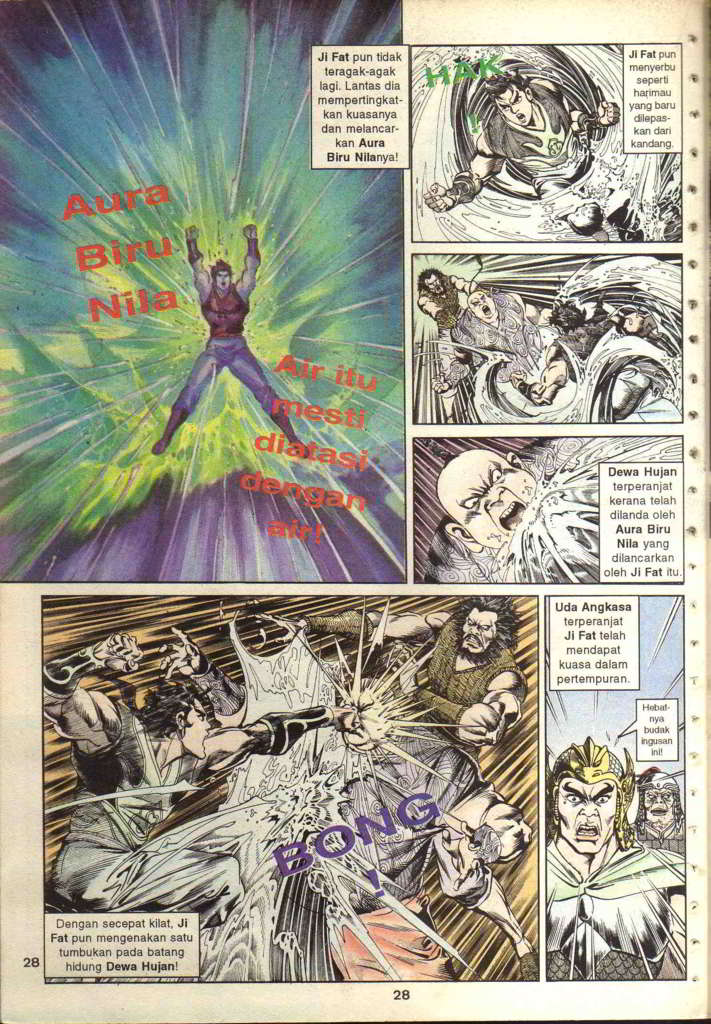 Ji Fat pun tidak
teragak-agak
lagi. Lantas dia
mempertingkat-
kan kuasanya
dan melancar-
kan Aura
Biru Nilanya!
Aura
Biru
Nila
Air itu
mesti
diatasi
dengan
air!
HAK
!
Ji Fat pun
menyerbu
seperti
harimau
yang baru
dilepas-
kan dari
kandang.
Dewa Hujan
terperanjat
kerana telah
dilanda oleh
Aura Biru
Nila yang
dilancarkan
oleh Ji Fat itu.
BONG
!
Dengan secepat kilat, Ji
Fat pun mengenakan satu
tumbukan pada batang
hidung Dewa Hujan!
Uda Angkasa
terperanjat
Ji Fat telah
mendapat
kuasa dalam
pertempuran.
Hebat-
nya
budak
ingusan
ini!
28
28